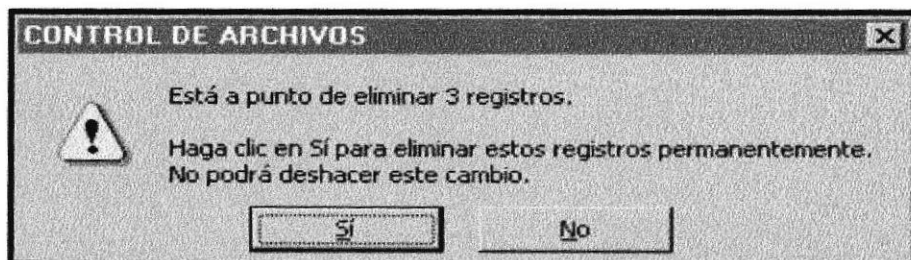 CONTROL DE ARCHIVOS
Está a punto de eliminar 3 registros.
Haga clic en Sí para eliminar estos registros permanentemente.
No podrá deshacer este cambio.
Sí
No